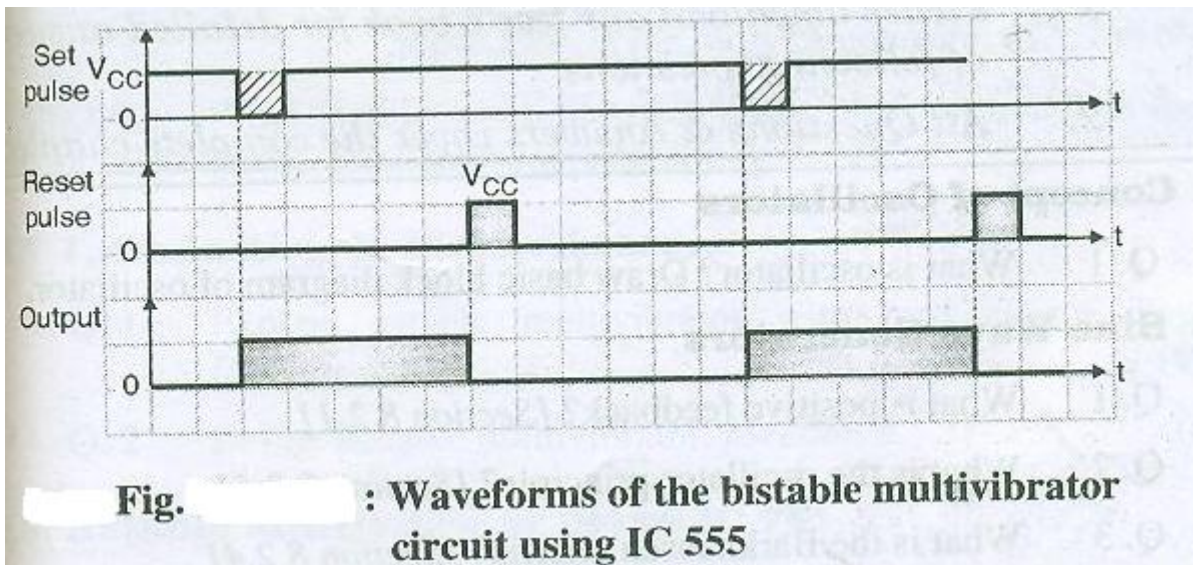 Set
pulse
VCC
0
t
Reset
pulse
VCC
0
t
Output
0
t
Fig. : Waveforms of the bistable multivibrator
circuit using IC 555